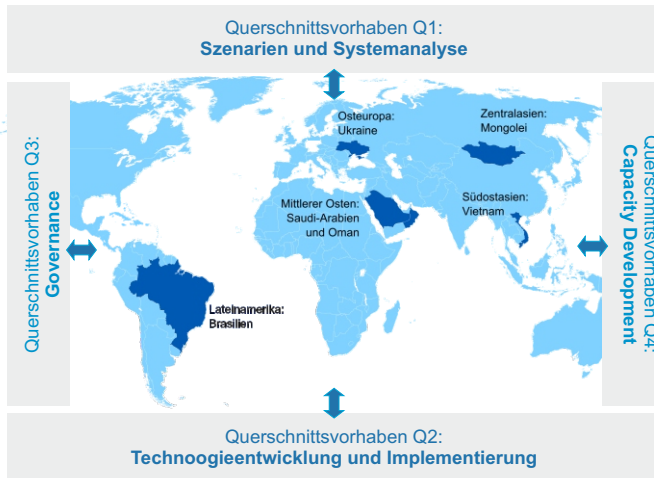 Querschnittsvorhaben Q1:
Szenarien und Systemanalyse
Querschnittsvorhaben Q3:
Governance
Osteuropa:
Ukraine
Zentralasien:
Mongolei
Mittlerer Osten:
Saudi-Arabien
und Oman
Südostasien:
Vietnam
Lateinamerika:
Brasilien
Querschnittsvorhaben Q4:
Capacity Development
Querschnittsvorhaben Q2:
Technoogieentwicklung und Implementierung